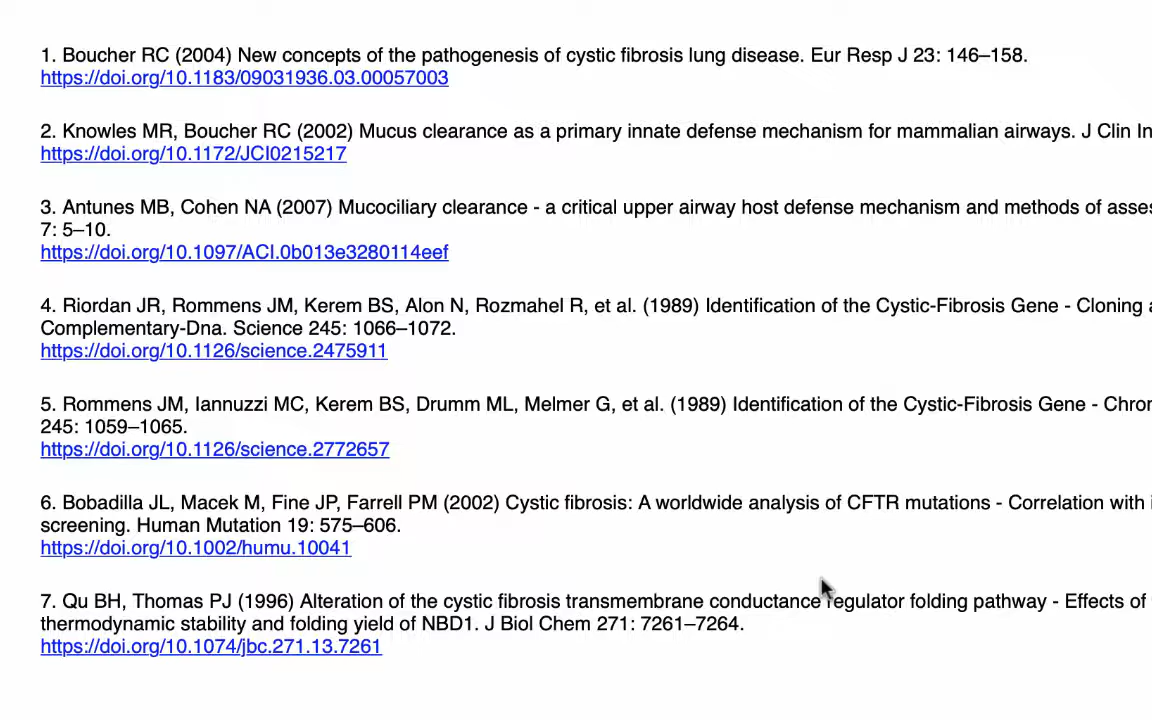 1. Boucher RC (2004) New concepts of the pathogenesis of cystic fibrosis lung disease. Eur Resp J 23: 146–158.
https://doi.org/10.1183/09031936.03.00057003
2. Knowles MR, Boucher RC (2002) Mucus clearance as a primary innate defense mechanism for mammalian airways. J Clin In
https://doi.org/10.1172/JCI0215217
3. Antunes MB, Cohen NA (2007) Mucociliary clearance - a critical upper airway host defense mechanism and methods of asses
7: 5–10.
https://doi.org/10.1097/ACI.0b013e3280114eef
4. Riordan JR, Rommens JM, Kerem BS, Alon N, Rozmahel R, et al. (1989) Identification of the Cystic-Fibrosis Gene - Cloning
Complementary-Dna. Science 245: 1066–1072.
https://doi.org/10.1126/science.2475911
5. Rommens JM, Iannuzzi MC, Kerem BS, Drumm ML, Melmer G, et al. (1989) Identification of the Cystic-Fibrosis Gene - Chro
245: 1059–1065.
https://doi.org/10.1126/science.2772657
6. Bobadilla JL, Macek M, Fine JP, Farrell PM (2002) Cystic fibrosis: A worldwide analysis of CFTR mutations - Correlation with
screening. Human Mutation 19: 575–606.
https://doi.org/10.1002/humu.10041
7. Qu BH, Thomas PJ (1996) Alteration of the cystic fibrosis transmembrane conductance regulator folding pathway - Effects of
thermodynamic stability and folding yield of NBD1. J Biol Chem 271: 7261–7264.
https://doi.org/10.1074/jbc.271.13.7261